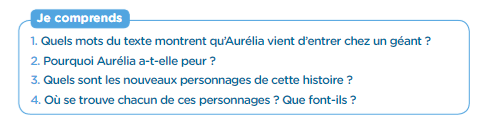 Je comprends
1. Quels mots du texte montrent qu'Aurélia vient d'entrer chez un géant ?
2. Pourquoi Aurélia a-t-elle peur ?
3. Quels sont les nouveaux personnages de cette histoire ?
4. Où se trouve chacun de ces personnages ? Que font-ils ?